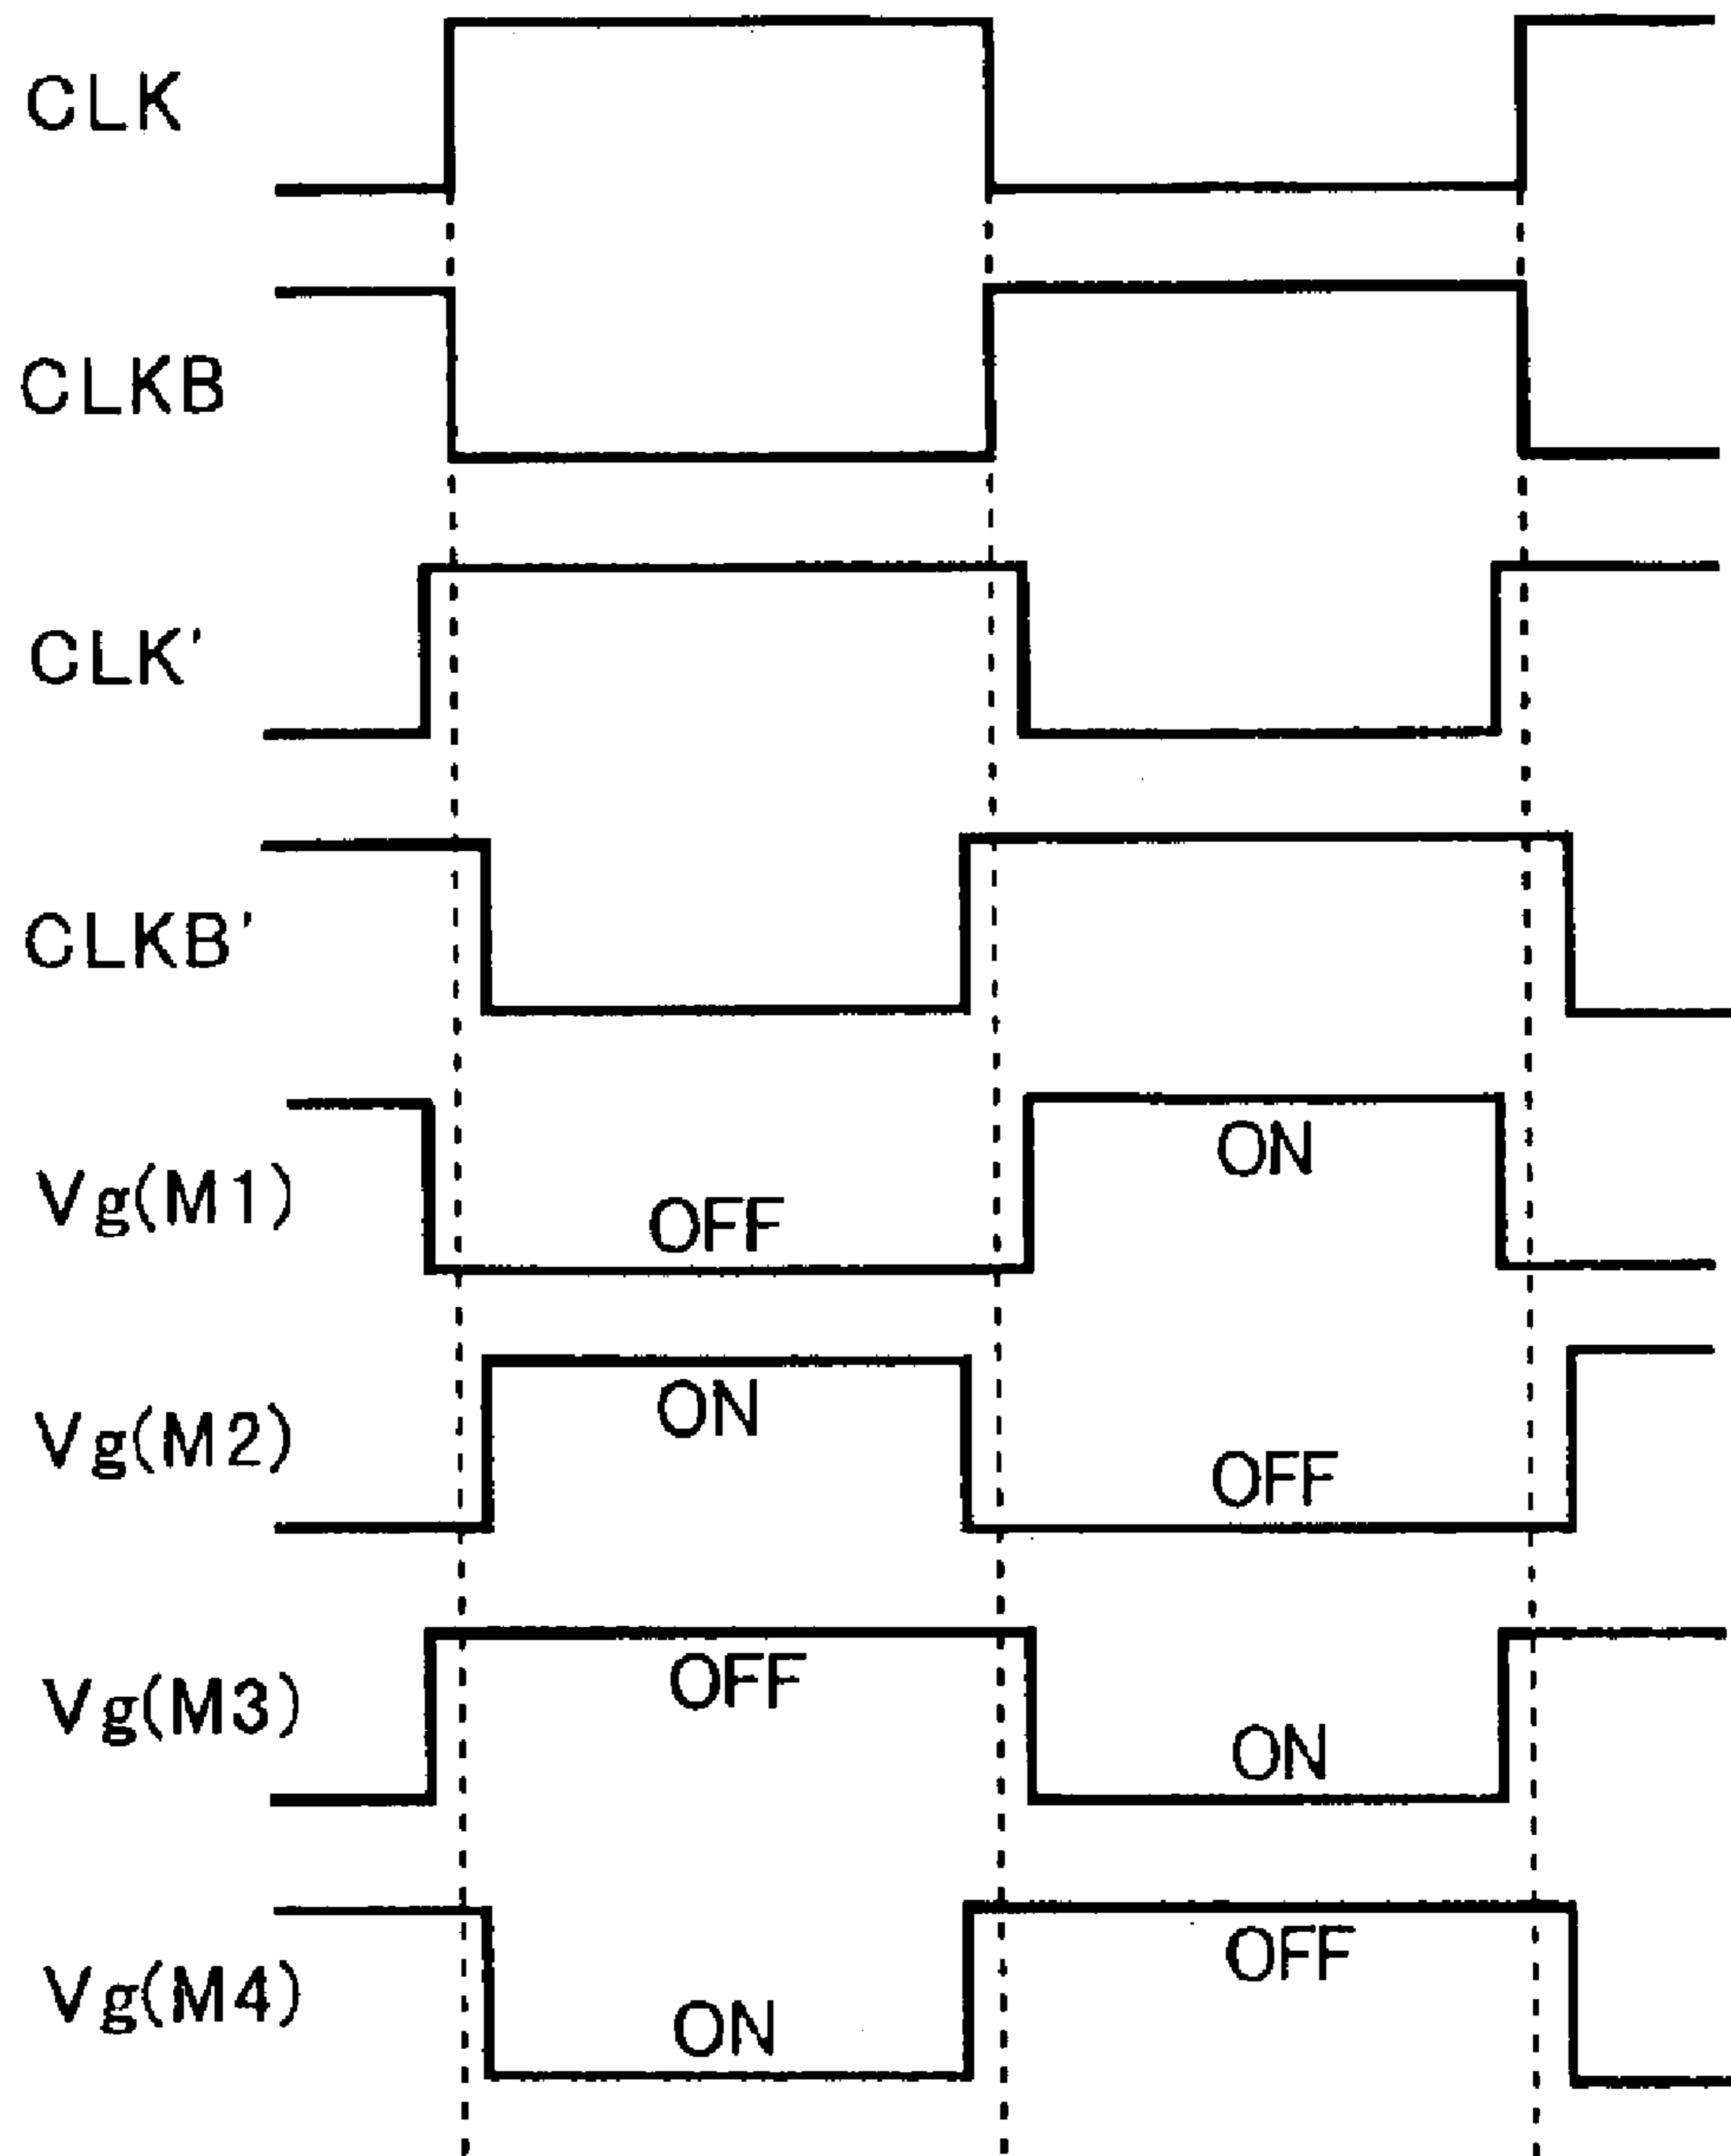 CLK
CLKB
CLK'
CLKB'
Vg(M1)
OFF
ON
Vg(M2)
ON
OFF
Vg(M3)
OFF
ON
Vg(M4)
ON
OFF